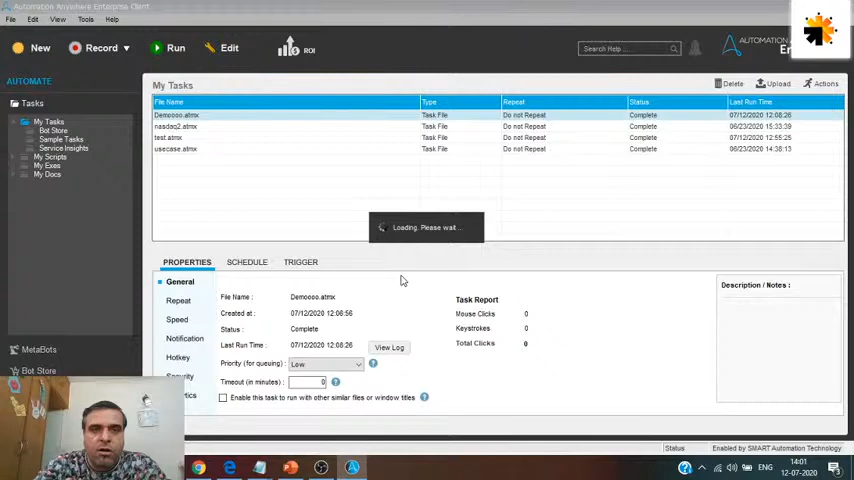 Automation Anywhere Enterprise Client
File Edit View Tools Help
New Record Run Edit ROI
Search Help ...
AUTOMATION
AUTOMATE
Tasks
My Tasks
Bot Store
Sample Tasks
Service Insights
My Scripts
My Exes
My Docs
MetaBots
Bot Store
My Tasks
Delete Upload Actions
File Name Type Repeat Status Last Run Time
Demoooo.atmx Task File Do not Repeat Complete 07/12/2020 12:08:26
nasdaq2.atmx Task File Do not Repeat Complete 06/23/2020 15:33:39
test.atmx Task File Do not Repeat Complete 07/12/2020 12:55:25
usecase.atmx Task File Do not Repeat Complete 06/23/2020 14:38:13
Loading. Please wait...
PROPERTIES SCHEDULE TRIGGER
General
Repeat
Speed
Notification
Hotkey
Security
File Name : Demoooo.atmx
Created at : 07/12/2020 12:08:56
Status : Complete
Last Run Time : 07/12/2020 12:08:26 View Log
Priority (for queuing) : Low
Timeout (in minutes) : 0
Enable this task to run with other similar files or window titles
Task Report
Mouse Clicks 0
Keystrokes 0
Total Clicks 0
Description / Notes :
Status Enabled by SMART Automation Technology
ENG
14:01
12-07-2020
3